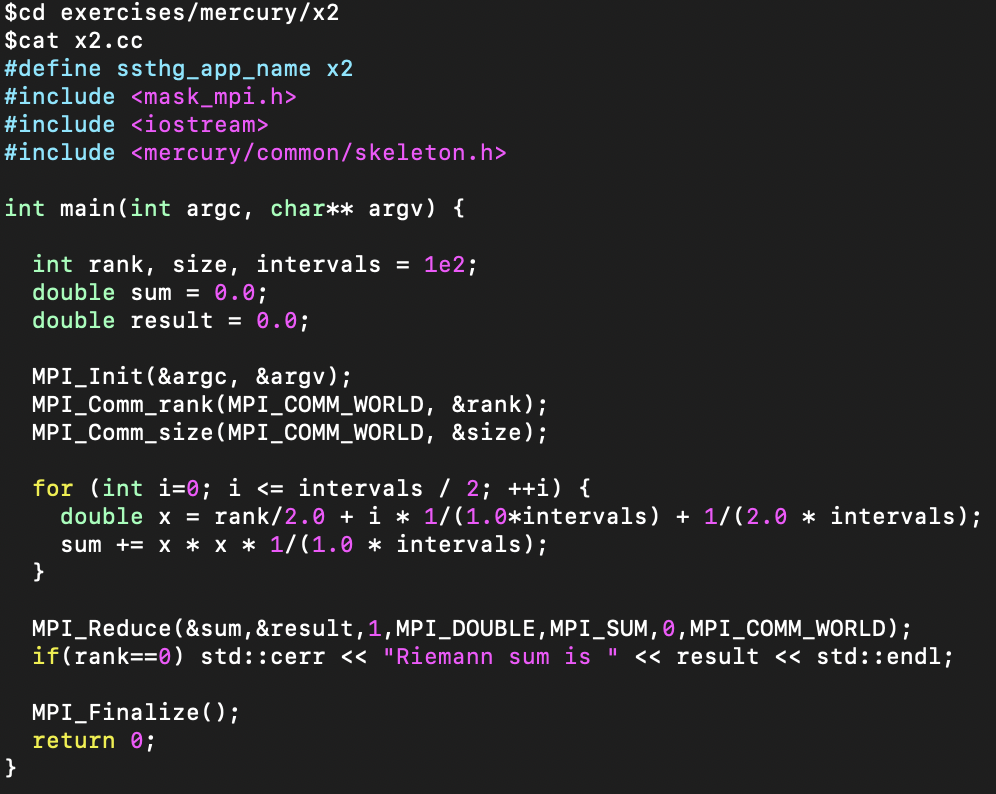 $cd exercises/mercury/x2
$cat x2.cc
#define ssthg_app_name x2
#include <mask_mpi.h>
#include <iostream>
#include <mercury/common/skeleton.h>

int main(int argc, char** argv) {

  int rank, size, intervals = 1e2;
  double sum = 0.0;
  double result = 0.0;

  MPI_Init(&argc, &argv);
  MPI_Comm_rank(MPI_COMM_WORLD, &rank);
  MPI_Comm_size(MPI_COMM_WORLD, &size);

  for (int i=0; i <= intervals / 2; ++i) {
    double x = rank/2.0 + i * 1/(1.0*intervals) + 1/(2.0 * intervals);
    sum += x * x * 1/(1.0 * intervals);
  }

  MPI_Reduce(&sum,&result,1,MPI_DOUBLE,MPI_SUM,0,MPI_COMM_WORLD);
  if(rank==0) std::cerr << "Riemann sum is " << result << std::endl;

  MPI_Finalize();
  return 0;
}